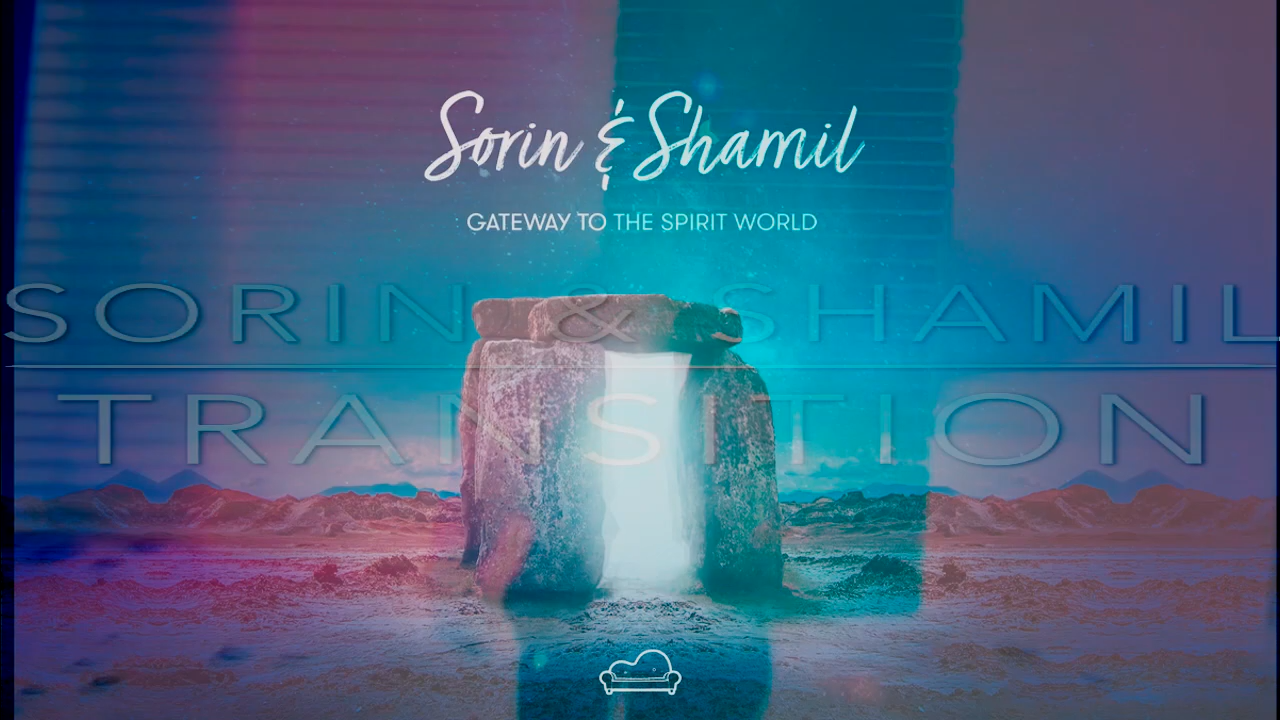 Sorin & Shamil
GATEWAY TO THE SPIRIT WORLD
SORIN & SHAMIL
TRANSITION